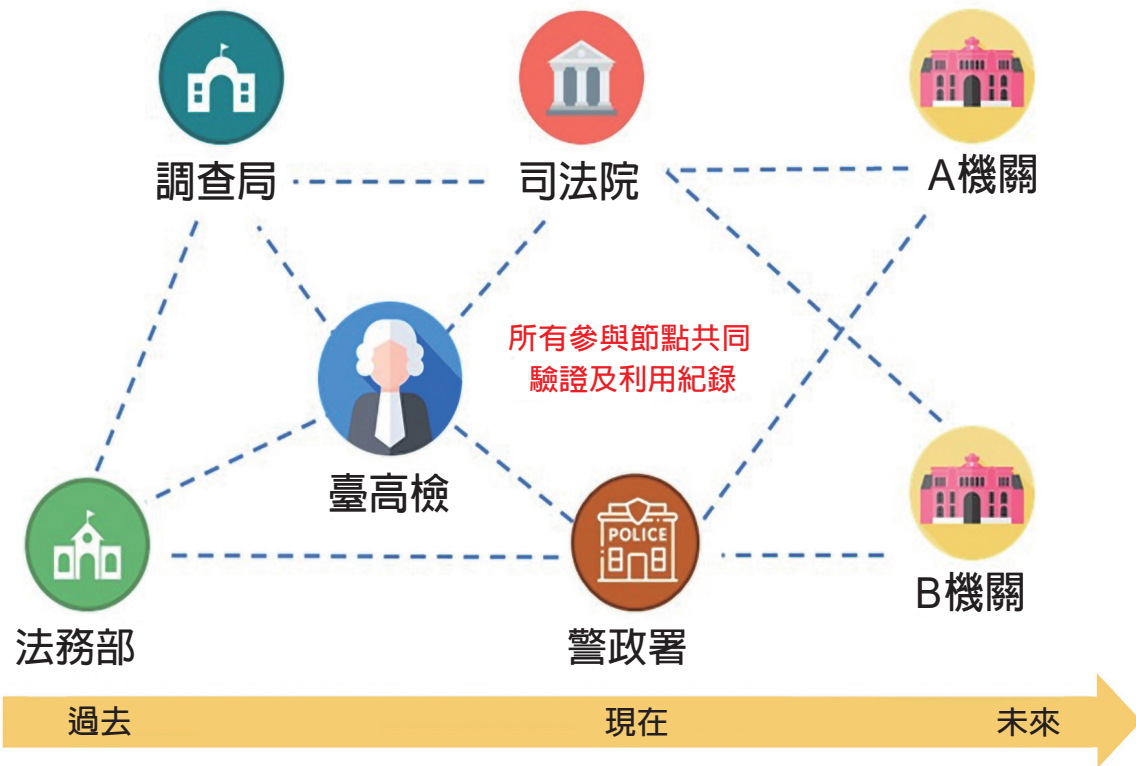 調查局
司法院
A機關
所有參與節點共同
驗證及利用紀錄
臺高檢
POLICE
法務部
警政署
B機關
過去
現在
未來